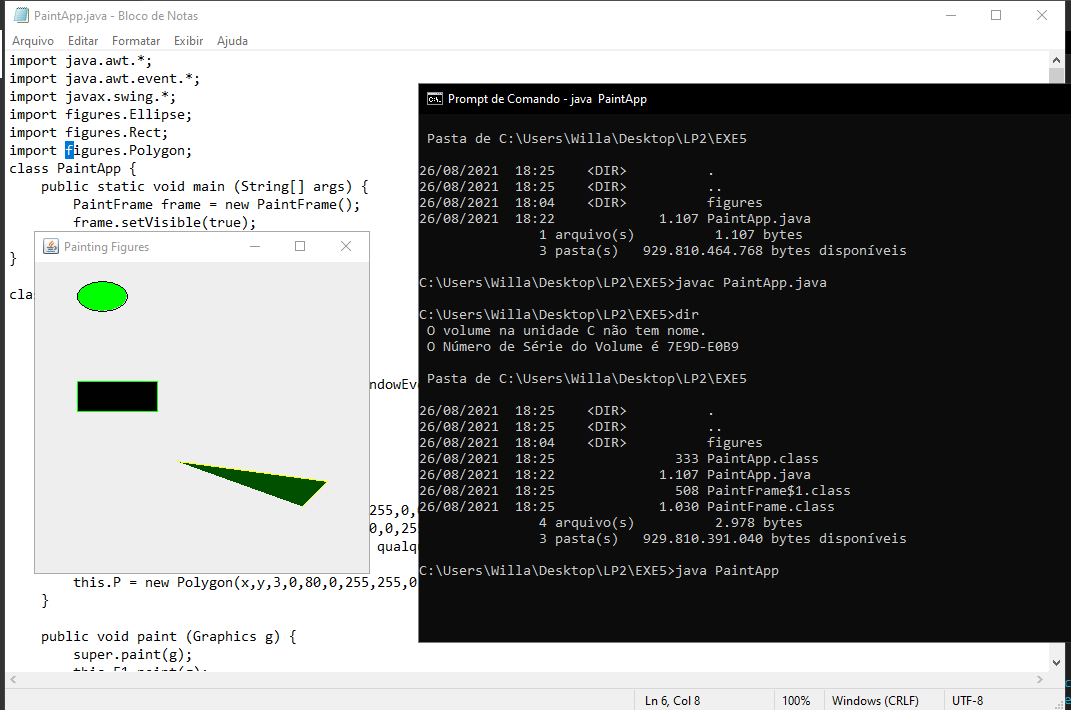 PaintApp.java - Bloco de Notas
Arquivo Editar Formatar Exibir Ajuda
import java.awt.*;
import java.awt.event.*;
import javax.swing.*;
import figures.Ellipse;
import figures.Rect;
import figures.Polygon;
class PaintApp {
    public static void main (String[] args) {
        PaintFrame frame = new PaintFrame();
        frame.setVisible(true);
}
Painting Figures
this.P = new Polygon(x,y,3,0,80,0,255,255,0
    }
    public void paint (Graphics g) {
        super.paint(g);
Prompt de Comando - java PaintApp
Pasta de C:\Users\Willa\Desktop\LP2\EXE5
26/08/2021 18:25 <DIR> .
26/08/2021 18:25 <DIR> ..
26/08/2021 18:04 <DIR> figures
26/08/2021 18:22 1.107 PaintApp.java
1 arquivo(s) 1.107 bytes
3 pasta(s) 929.810.464.768 bytes disponíveis
C:\Users\Willa\Desktop\LP2\EXE5>javac PaintApp.java
C:\Users\Willa\Desktop\LP2\EXE5>dir
O volume na unidade C não tem nome.
O Número de Série do Volume é 7E9D-E0B9
Pasta de C:\Users\Willa\Desktop\LP2\EXE5
26/08/2021 18:25 <DIR> .
26/08/2021 18:25 <DIR> ..
26/08/2021 18:04 <DIR> figures
26/08/2021 18:25 333 PaintApp.class
26/08/2021 18:22 1.107 PaintApp.java
26/08/2021 18:25 508 PaintFrame$1.class
26/08/2021 18:25 1.030 PaintFrame.class
4 arquivo(s) 2.978 bytes
3 pasta(s) 929.810.391.040 bytes disponíveis
C:\Users\Willa\Desktop\LP2\EXE5>java PaintApp
Ln 6, Col 8 100% Windows (CRLF) UTF-8